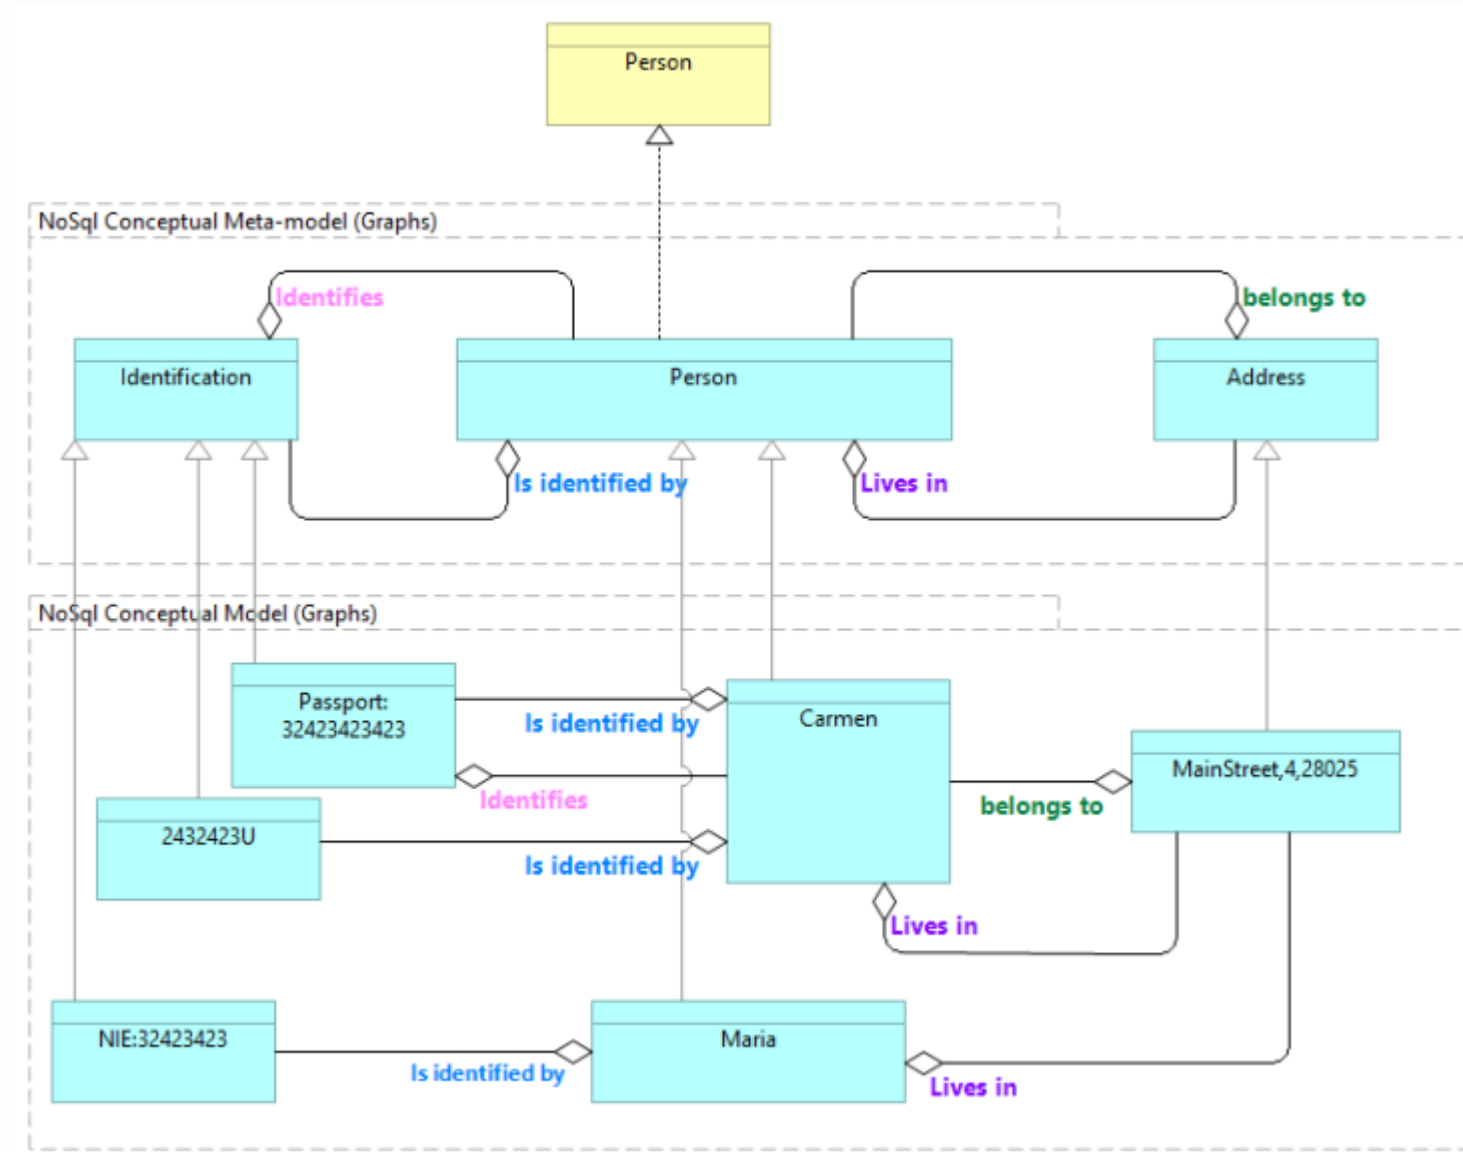 Person
NoSql Conceptual Meta-model (Graphs)
Identifies
belongs to
Identification
Person
Address
Is identified by
Lives in
NoSql Conceptual Model (Graphs)
Passport:
32423423423
Is identified by
Carmen
MainStreet,4,28025
Identifies
belongs to
2432423U
Is identified by
Lives in
NIE:32423423
Maria
Is identified by
Lives in